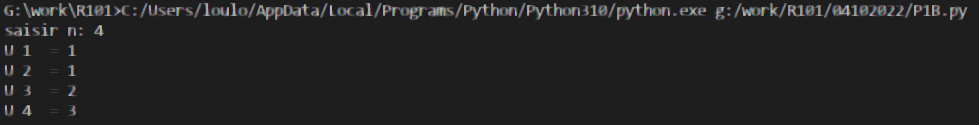 G:\work\R101>C:/Users/loulo/AppData/Local/Programs/Python/Python310/python.exe g:/work/R101/04102022/P1B.py
saisir n: 4
U 1  = 1
U 2  = 1
U 3  = 2
U 4  = 3